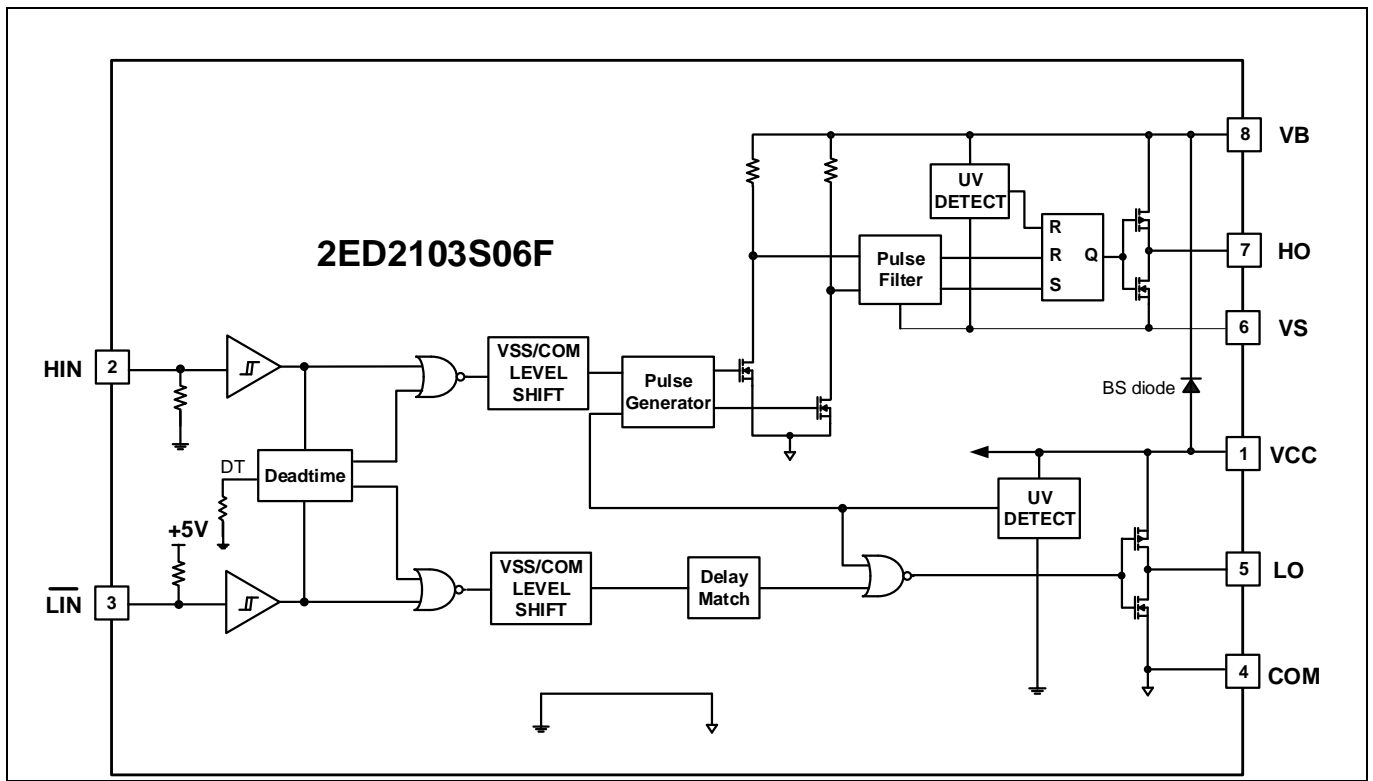 8 VB
UV
DETECT
R
R Q
S
Pulse
Filter
7 HO
6 VS
2ED2103S06F
HIN 2
VSS/COM
LEVEL
SHIFT
Pulse
Generator
BS diode
1 VCC
DT
Deadtime
UV
DETECT
+5V
LIN 3
VSS/COM
LEVEL
SHIFT
Delay
Match
5 LO
4 COM